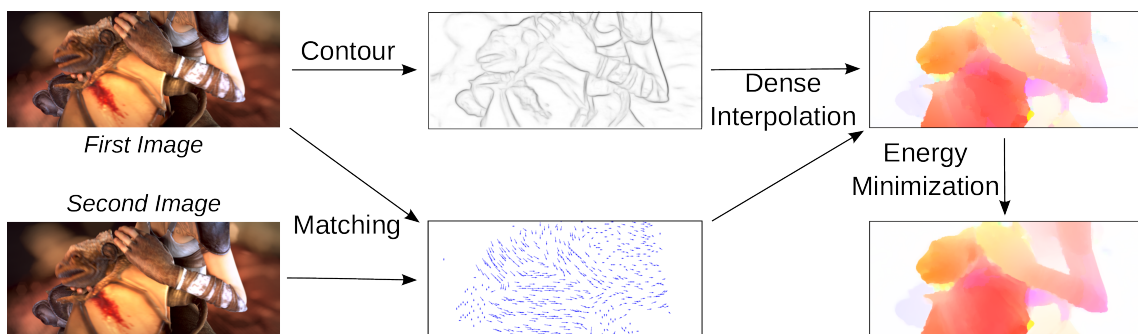 Contour
Dense
Interpolation
First Image
Energy
Minimization
Second Image
Matching